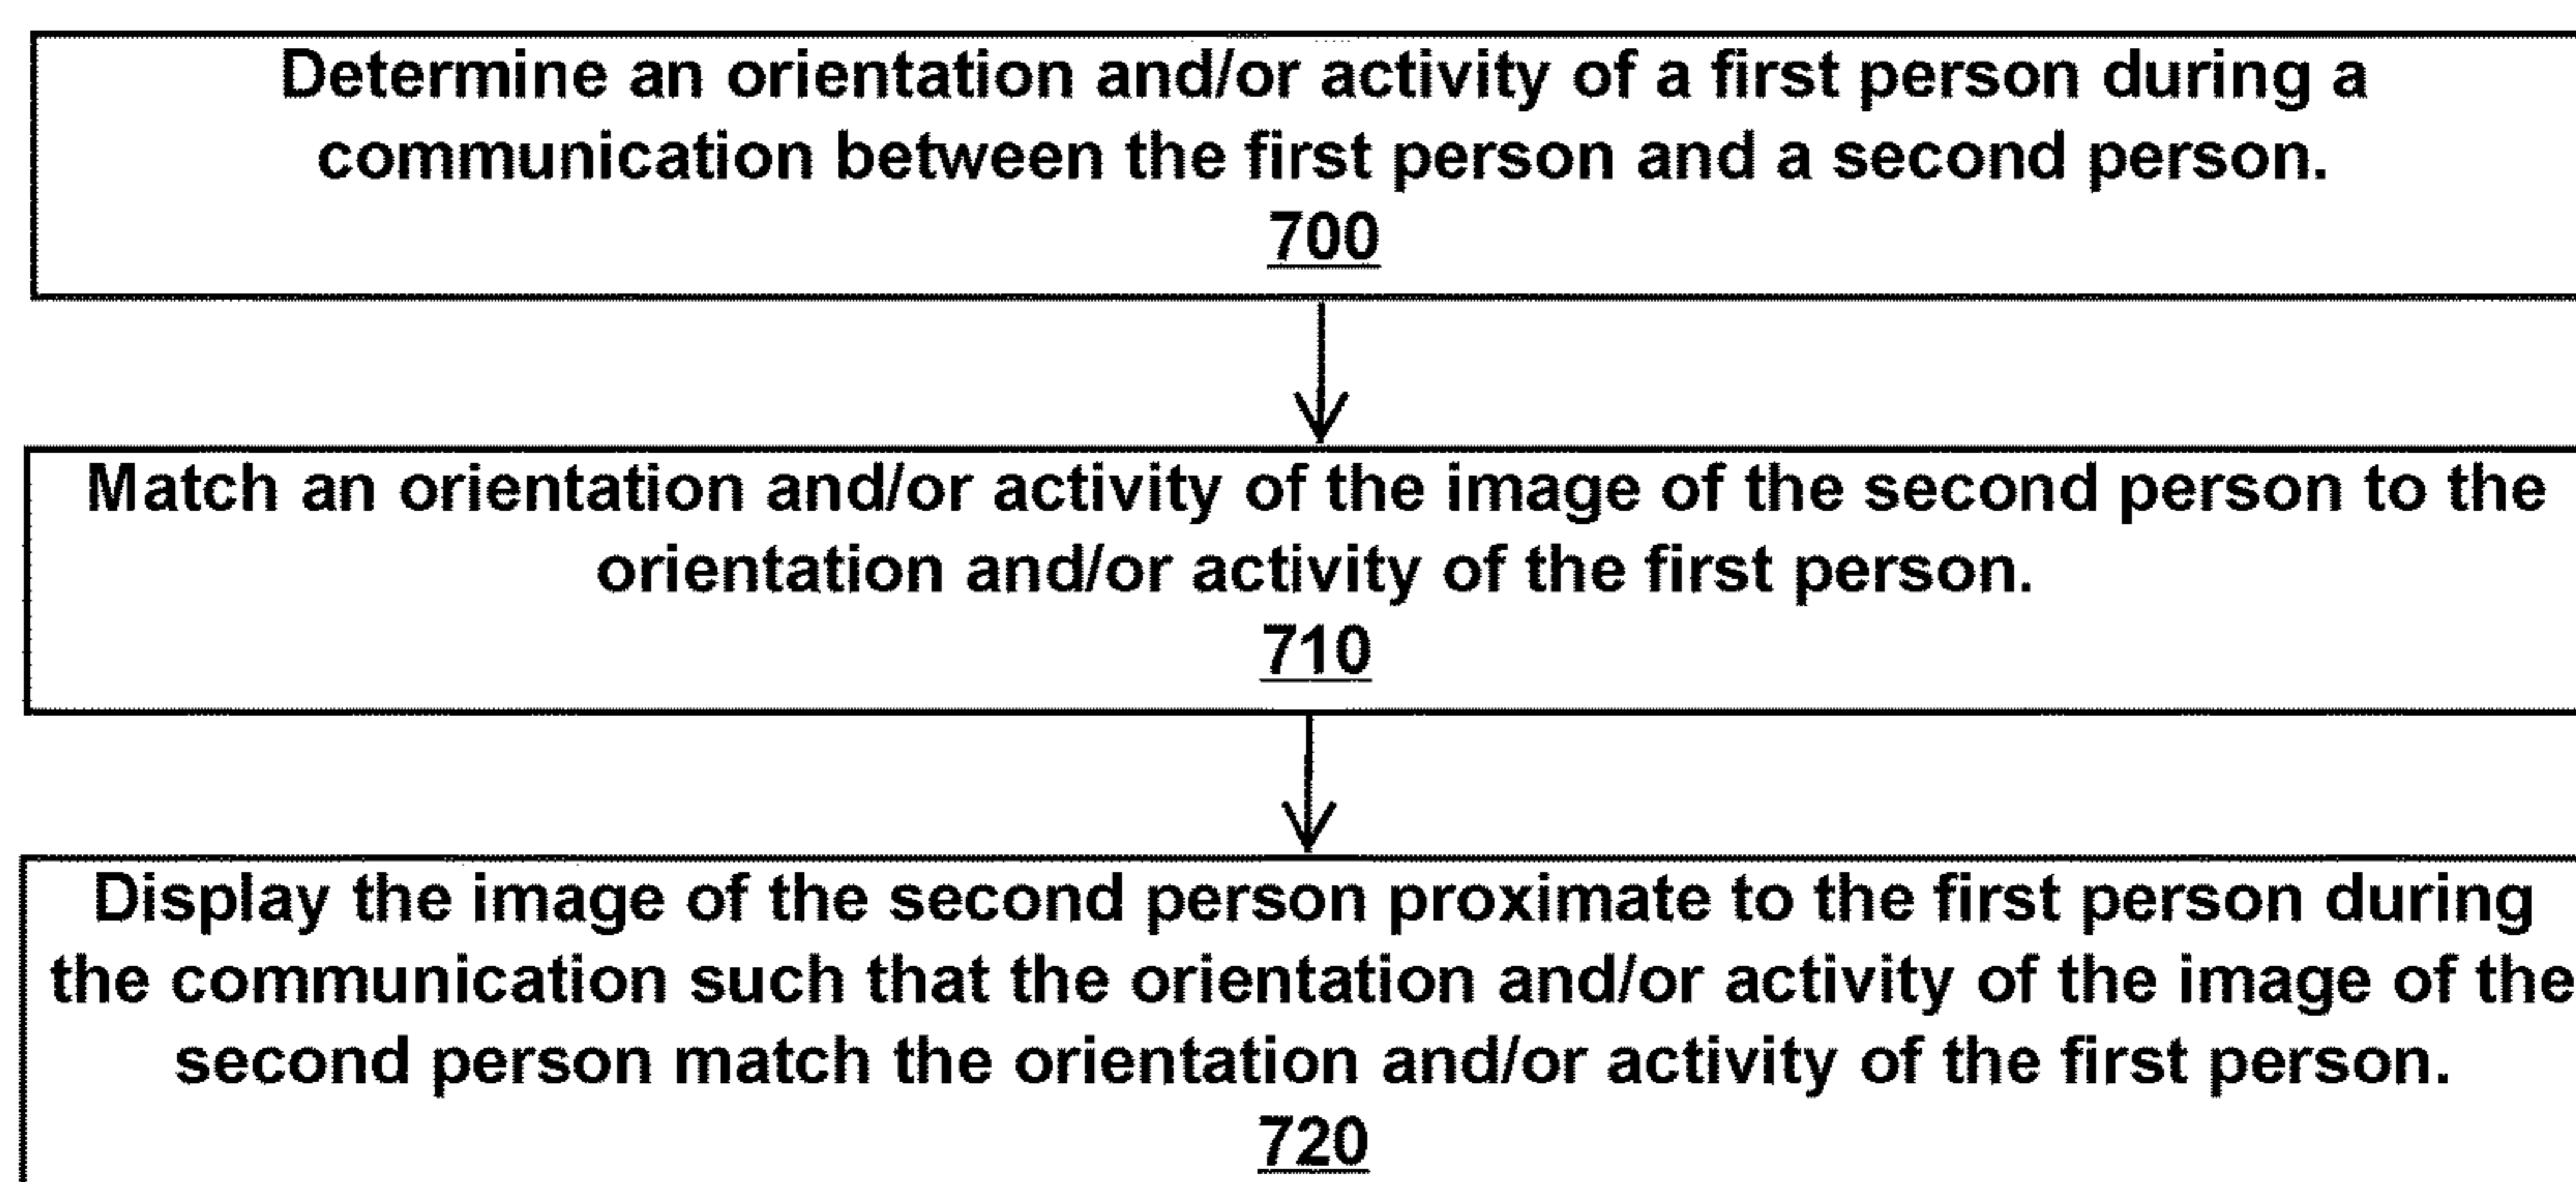 Determine an orientation and/or activity of a first person during a
communication between the first person and a second person.
700
Match an orientation and/or activity of the image of the second person to the
orientation and/or activity of the first person.
710
Display the image of the second person proximate to the first person during
the communication such that the orientation and/or activity of the image of the
second person match the orientation and/or activity of the first person.
720